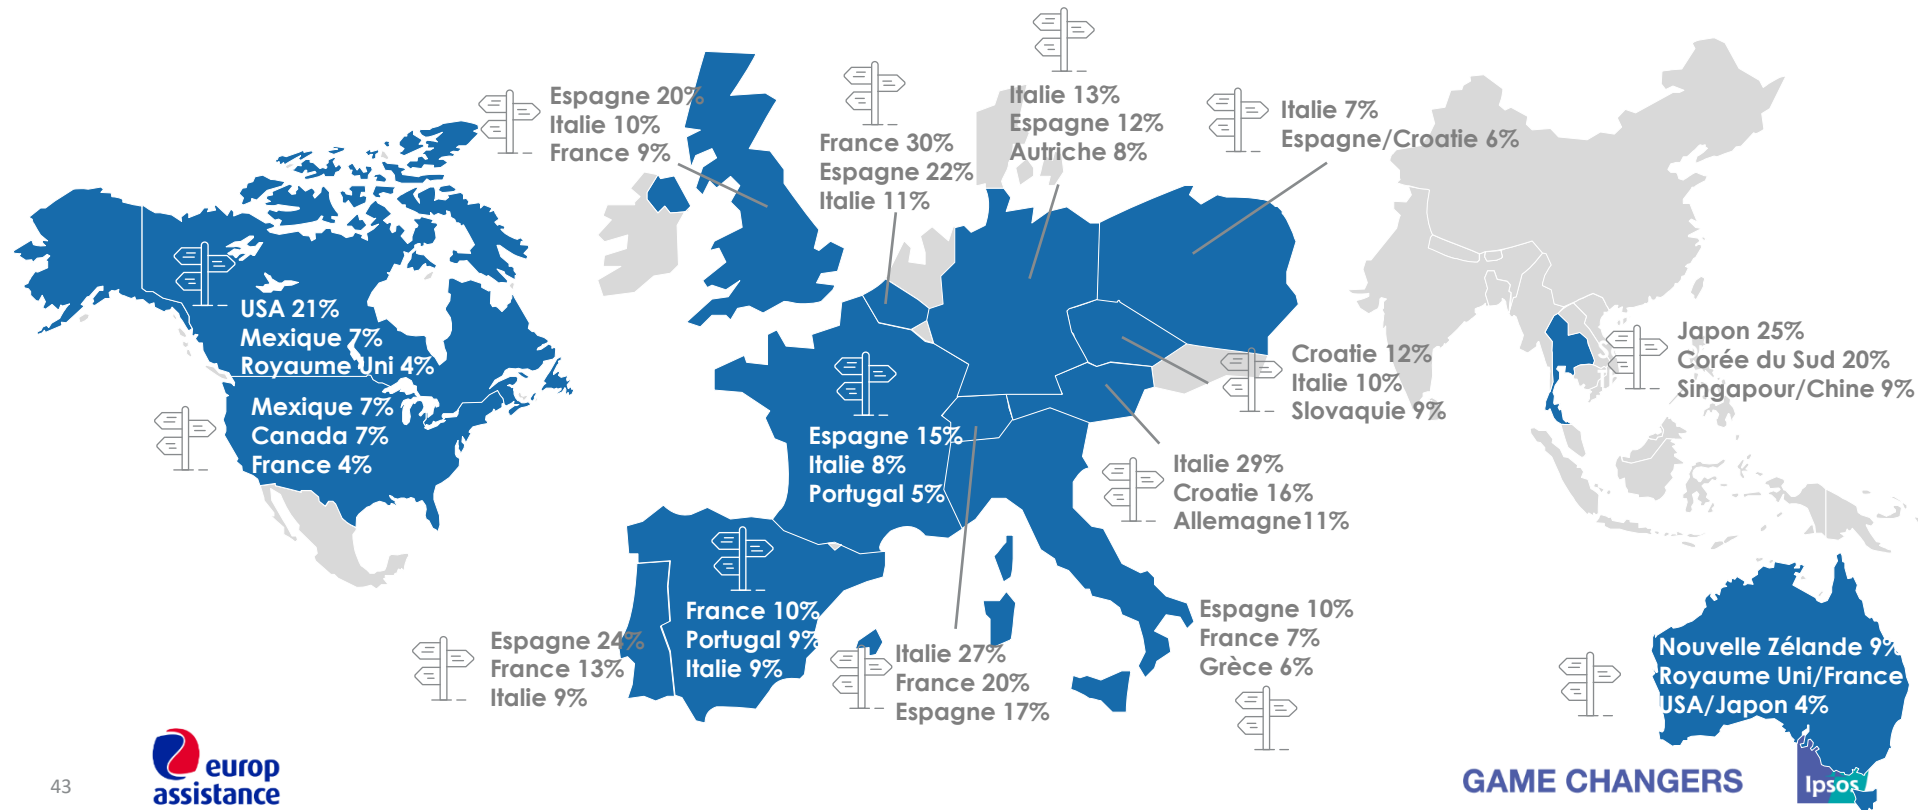 Espagne 20%
Italie 10%
France 9%
France 30%
Espagne 22%
Italie 11%
Italie 13%
Espagne 12%
Autriche 8%
Italie 7%
Espagne/Croatie 6%
USA 21%
Mexique 7%
Royaume Uni 4%
Mexique 7%
Canada 7%
France 4%
Espagne 15%
Italie 8%
Portugal 5%
Croatie 12%
Italie 10%
Slovaquie 9%
Japon 25%
Corée du Sud 20%
Singapour/Chine 9%
Italie 29%
Croatie 16%
Allemagne11%
Espagne 24%
France 13%
Italie 9%
France 10%
Portugal 9%
Italie 9%
Italie 27%
France 20%
Espagne 17%
Espagne 10%
France 7%
Grèce 6%
Nouvelle Zélande 9%
Royaume Uni/France
USA/Japon 4%
43
europ
assistance
GAME CHANGERS
Ipsos